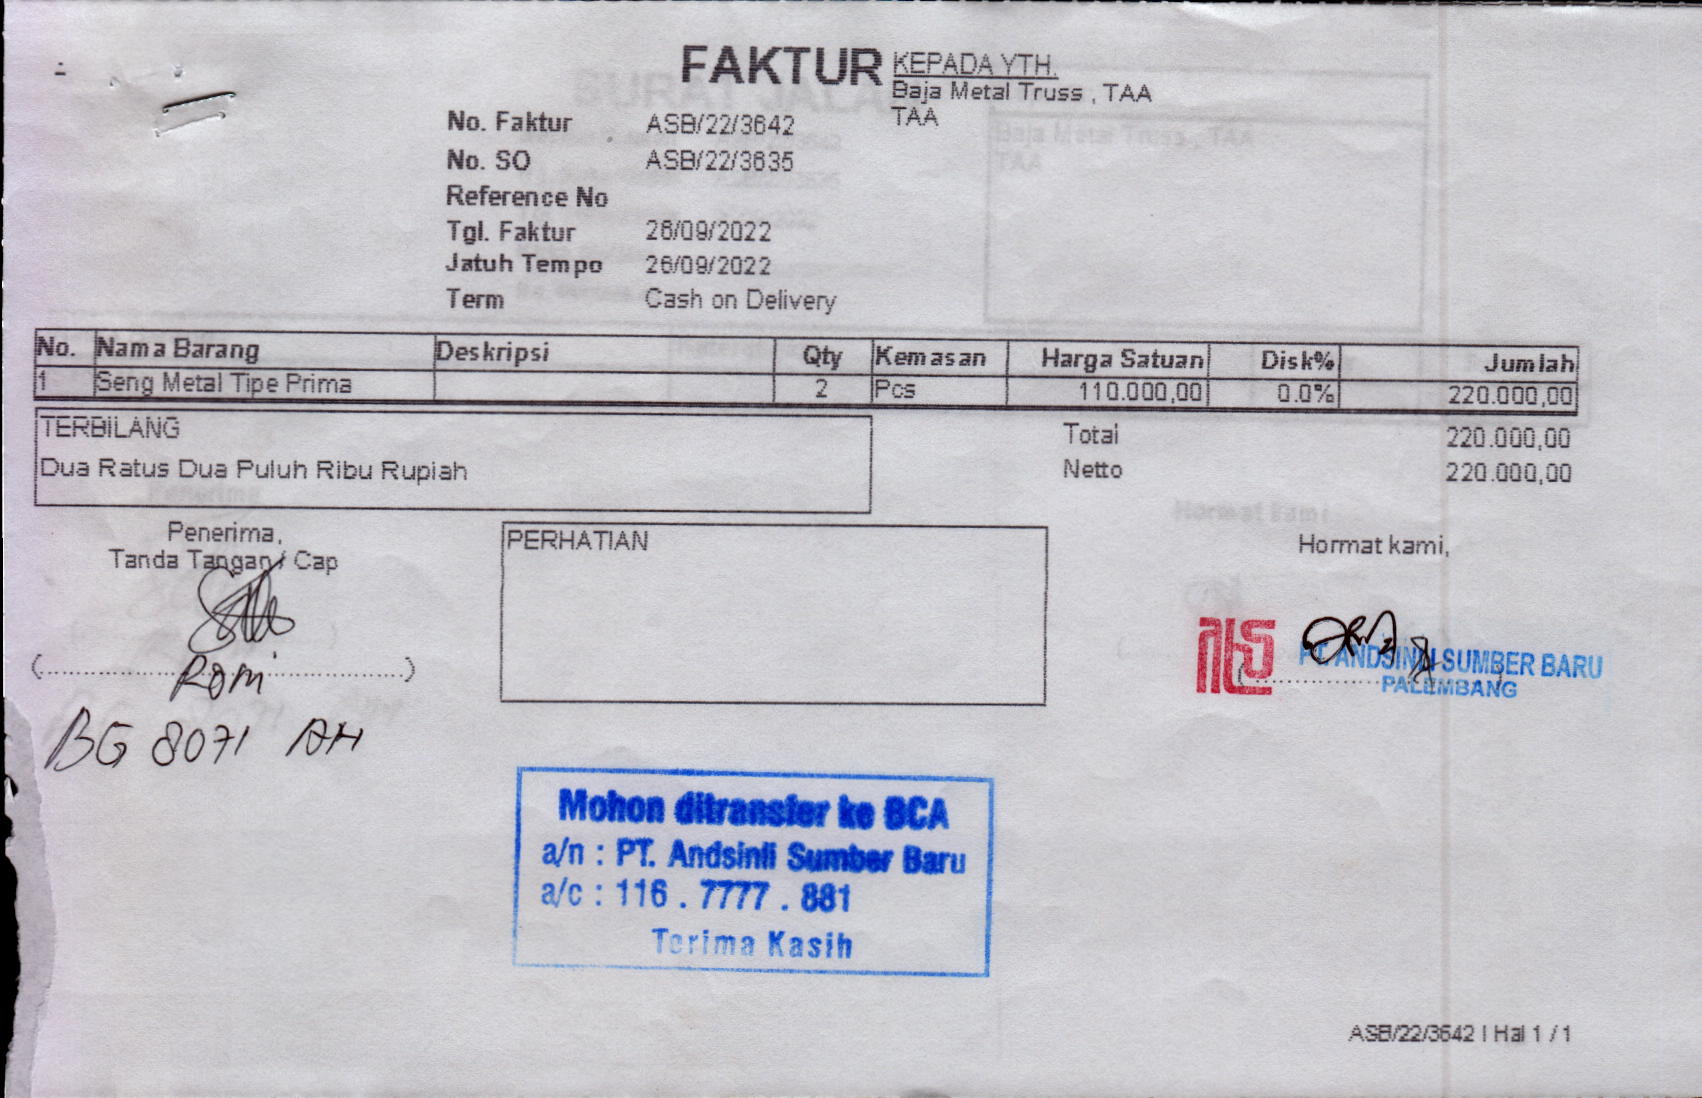 FAKTUR
KEPADA YTH.
Baja Metal Truss , TAA
TAA
No. Faktur ASB/22/3642
No. SO ASB/22/3635
Reference No
Tgl. Faktur 26/09/2022
Jatuh Tempo 26/09/2022
Term Cash on Delivery
No. Nama Barang Deskripsi Qty Kemasan Harga Satuan Disk% Jumlah
1 Seng Metal Tipe Prima 2 Pcs 110.000,00 0.0% 220.000,00
TERBILANG
Dua Ratus Dua Puluh Ribu Rupiah
Total 220.000,00
Netto 220.000,00
Penerima,
Tanda Tangan / Cap
Romi
BG 8071 AH
PERHATIAN
Hormat kami,
PT ANDSINLI SUMBER BARU
PALEMBANG
Mohon ditransfer ke BCA
a/n : PT. Andsinli Sumber Baru
a/c : 116 . 7777 . 881
Terima Kasih
ASB/22/3642 | Hal 1 / 1